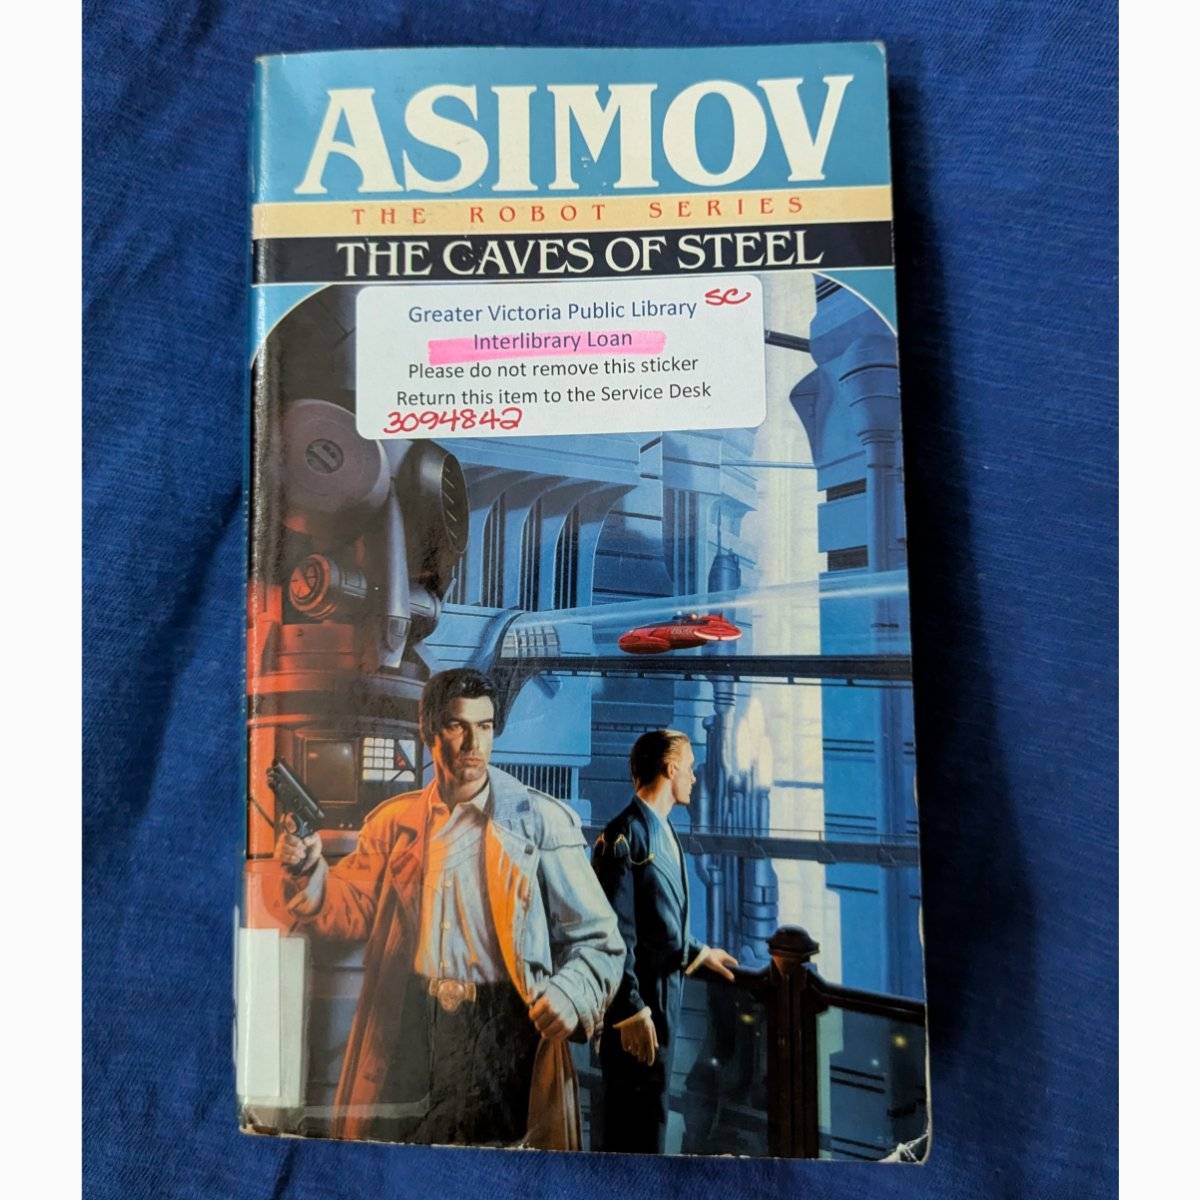 ASIMOV
THE ROBOT SERIES
THE CAVES OF STEEL
Greater Victoria Public Library SC
Interlibrary Loan
Please do not remove this sticker
Return this item to the Service Desk
3094842